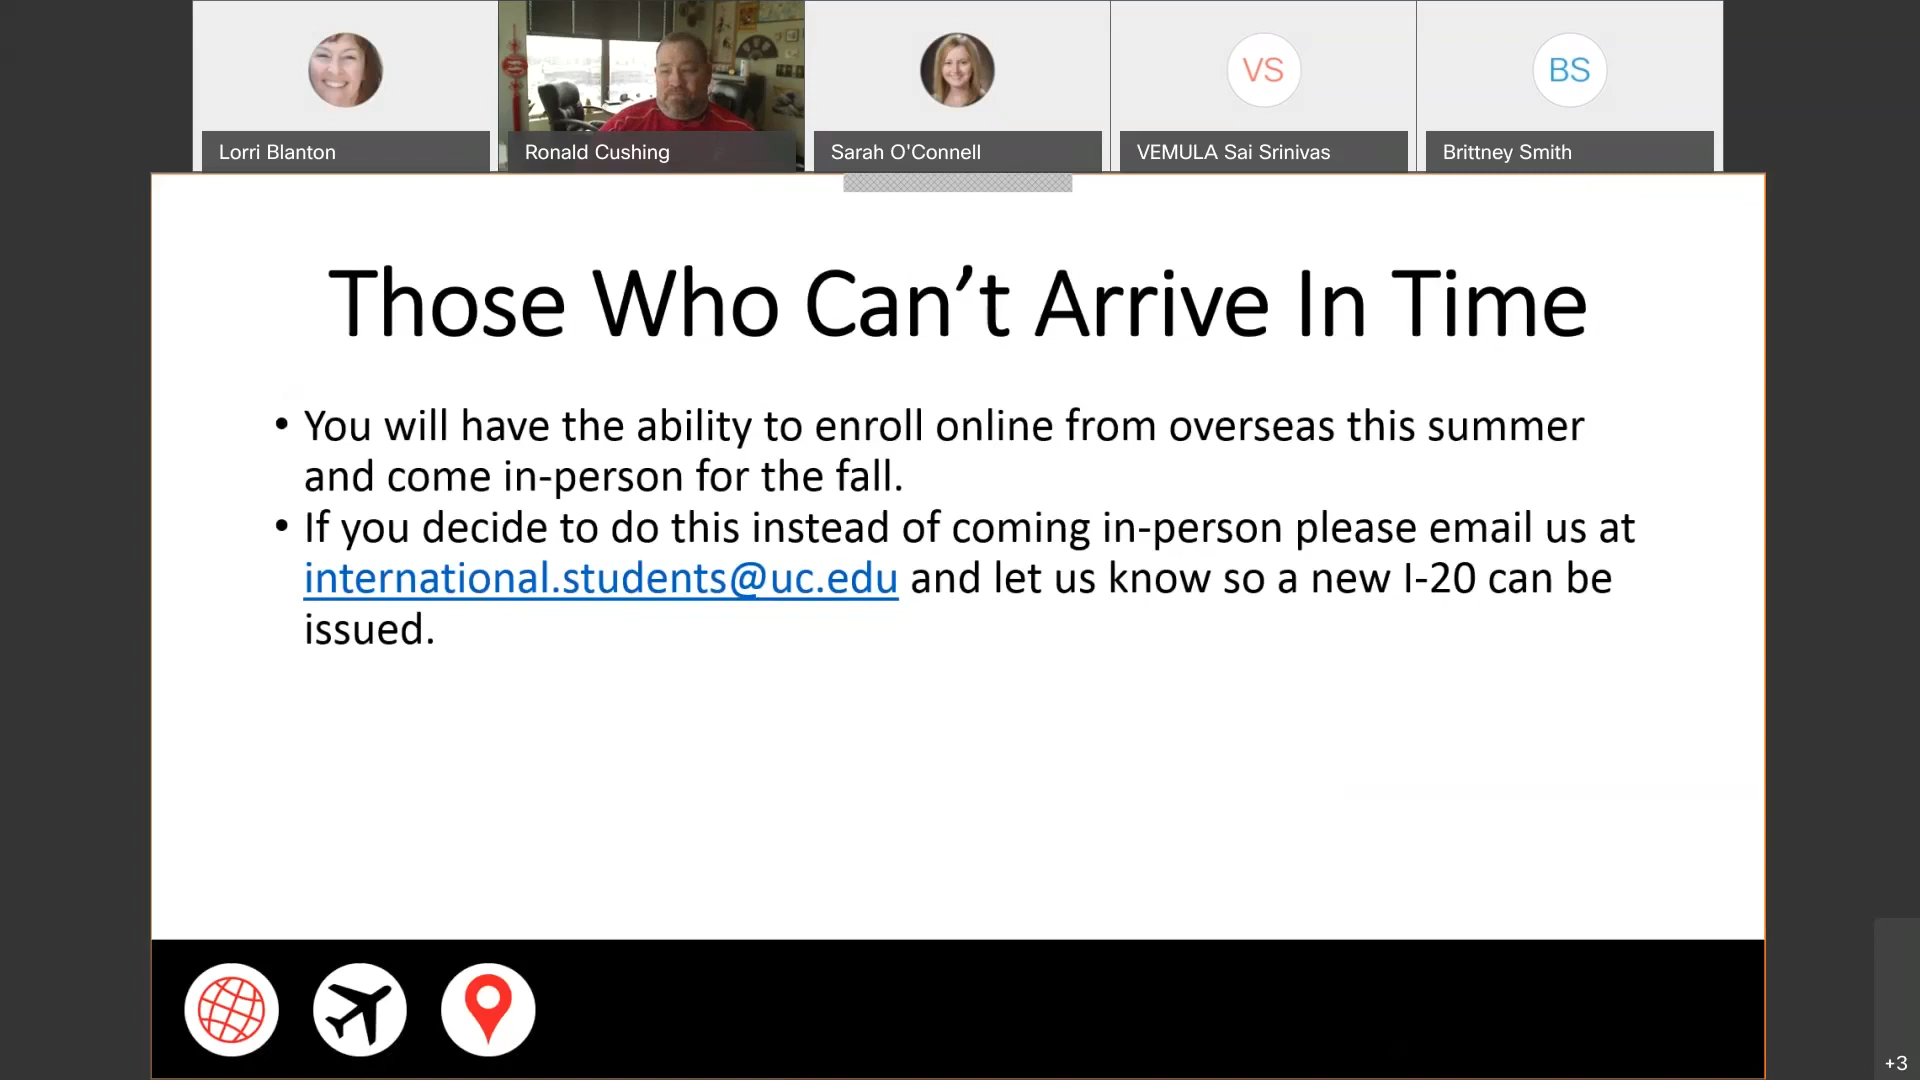 VS
BS
Lorri Blanton
Ronald Cushing
Sarah O'Connell
VEMULA Sai Srinivas
Brittney Smith
Those Who Can’t Arrive In Time
• You will have the ability to enroll online from overseas this summer
and come in-person for the fall.
• If you decide to do this instead of coming in-person please email us at
international.students@uc.edu and let us know so a new I-20 can be
issued.
+3